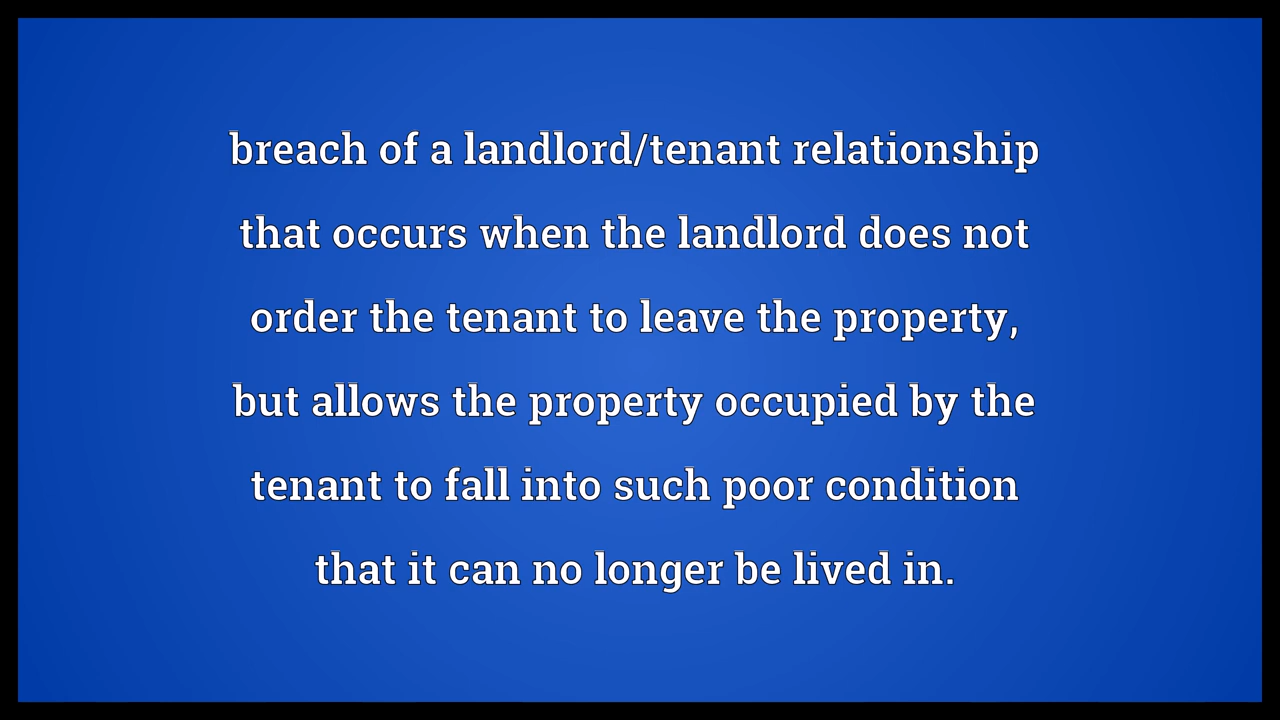 breach of a landlord/tenant relationship
that occurs when the landlord does not
order the tenant to leave the property,
but allows the property occupied by the
tenant to fall into such poor condition
that it can no longer be lived in.